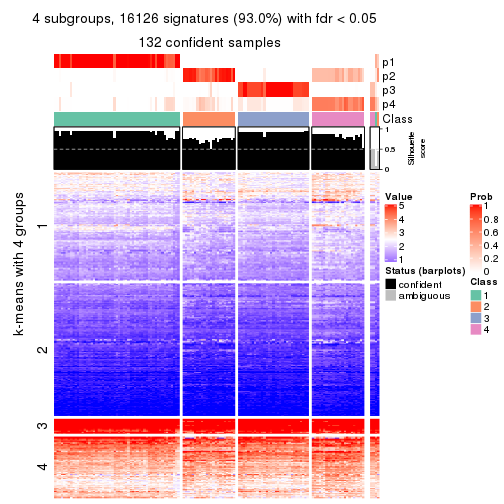 4 subgroups, 16126 signatures (93.0%) with fdr < 0.05
132 confident samples
p1
p2
p3
p4
Class
1
0.5
0
Silhouette
score
k-means with 4 groups
1
2
3
4
Value
5
4
3
2
1
Status (barplots)
confident
ambiguous
Prob
1
0.8
0.6
0.4
0.2
0
Class
1
2
3
4